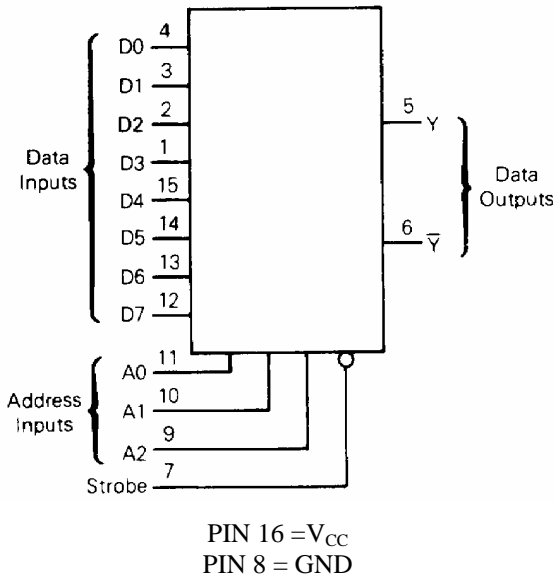 4
D0
3
D1
2
D2
1
D3
15
D4
14
D5
13
D6
12
D7
Data
Inputs
5
Y
6
Y̅
Data
Outputs
11
A0
10
A1
9
A2
Address
Inputs
7
Strobe
PIN 16 =VCC
PIN 8 = GND